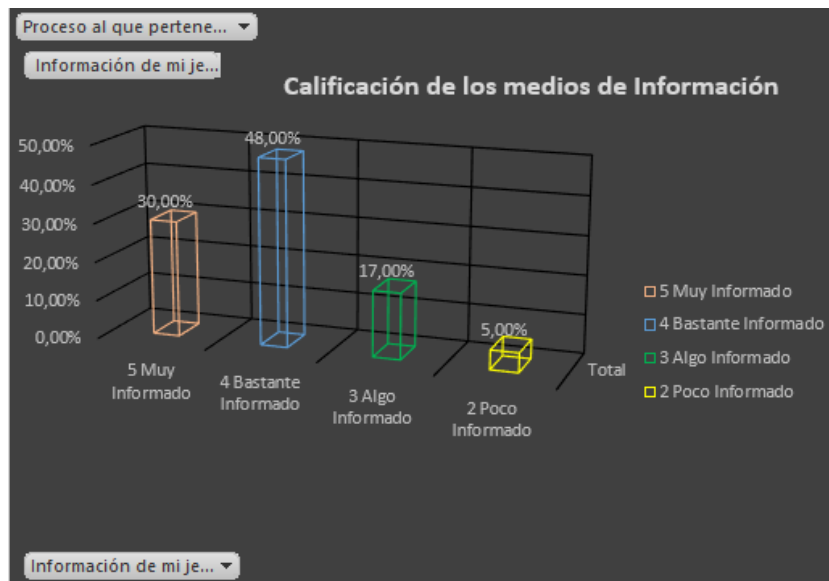 Proceso al que pertene...
Información de mi je...
Calificación de los medios de Información
50,00%
40,00%
30,00%
20,00%
10,00%
0,00%
30,00%
48,00%
17,00%
5,00%
5 Muy
Informado
4 Bastante
Informado
3 Algo
Informado
2 Poco
Informado
Total
5 Muy Informado
4 Bastante Informado
3 Algo Informado
2 Poco Informado
Información de mi je...